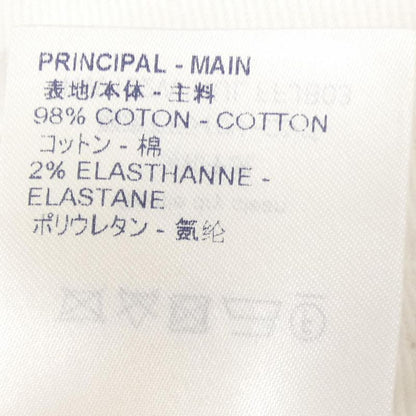 PRINCIPAL - MAIN
表地/本体 - 主料
98% COTON - COTTON
コットン - 棉
2% ELASTHANNE -
ELASTANE
ポリウレタン - 氨纶